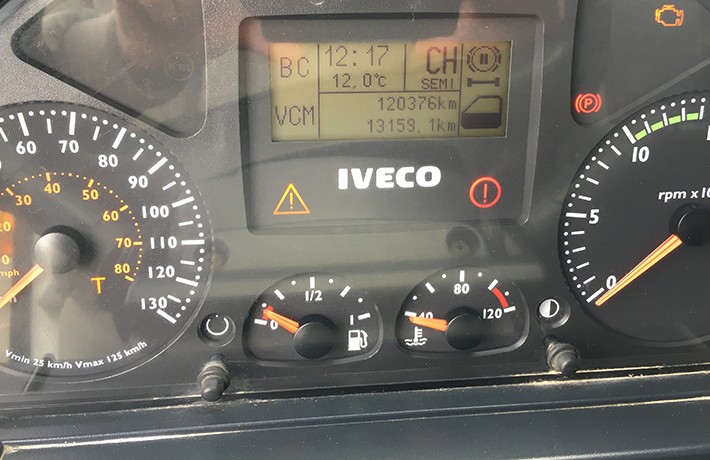 BC 12:17 CH
12,0°c SEMI
VCM 120376km
13159,1km
IVECO
P
60 70 80 90 100 110 120 130
30 40 50 60 70 80
mph
T
Vmin 25 km/h Vmax 125 km/h
0 1/2 1
40 80 120
0 5 10
rpm x10